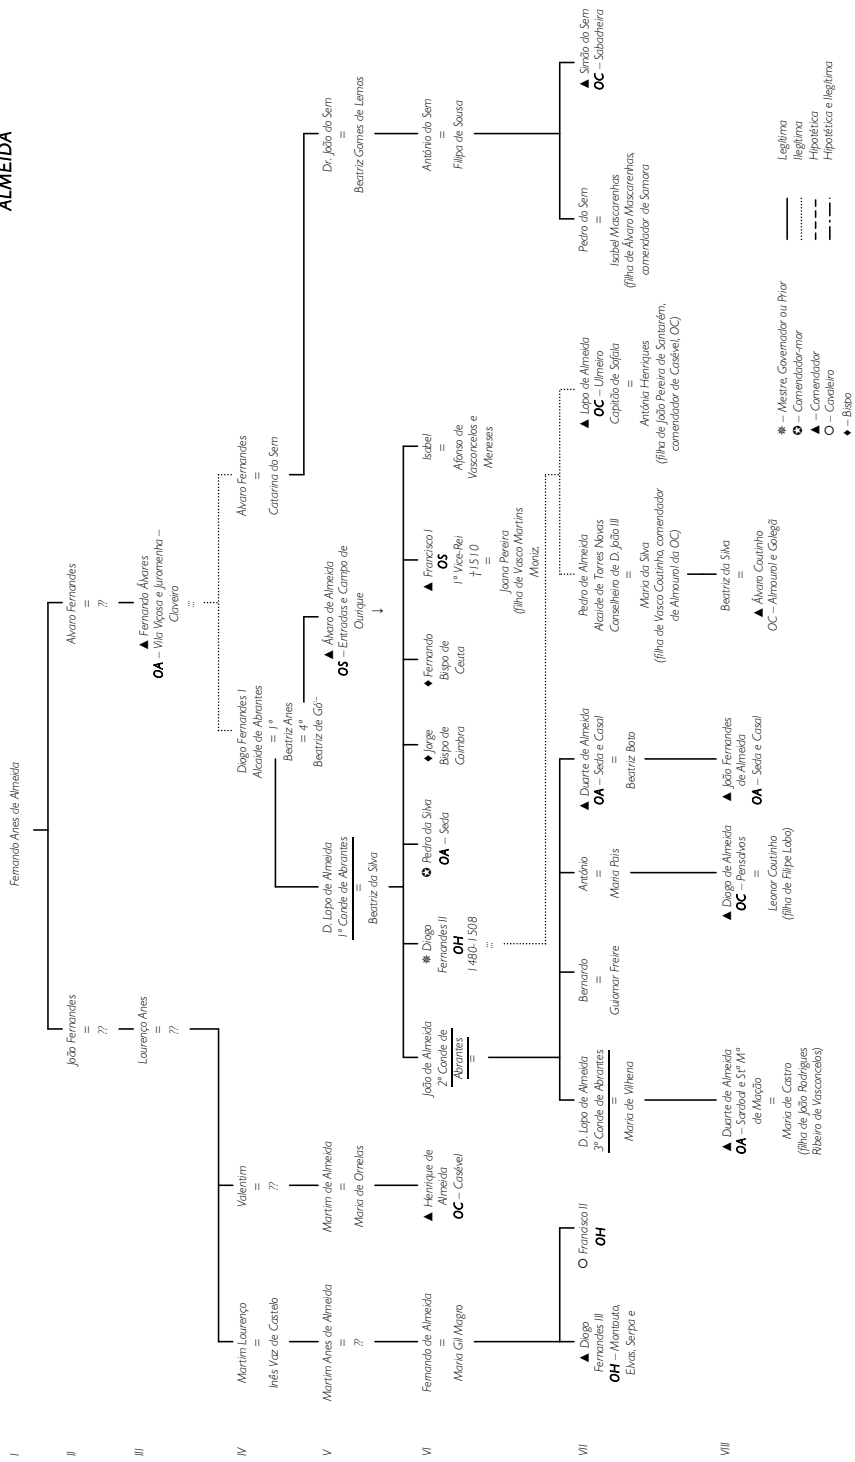 ALMEIDA
I
Fernando Anes de Almeida
II
João Fernandes
=
??
Álvaro Fernandes
=
??
III
Lourenço Anes
=
??
▲ Fernando Álvares
OA – Vila Viçosa e Juromenha –
Claveiro
...
IV
Martim Lourenço
=
Inês Vaz de Castelo
Valentim
=
??
Diogo Fernandes I
Alcaide de Abrantes
= 1º
Beatriz Anes
= 4º
Beatriz de Gó–
Álvaro Fernandes
=
Catarina do Sem
V
Martim Anes de Almeida
=
??
Martim de Almeida
=
Maria de Ornelas
D. Lopo de Almeida
1º Conde de Abrantes
=
Beatriz da Silva
▲ Álvaro de Almeida
OS – Entradas e Campo de
Ourique
↓
Dr. João do Sem
=
Beatriz Gomes de Lemos
VI
Fernando de Almeida
=
Maria Gil Magro
▲ Henrique de
Almeida
OC – Casével
João de Almeida
2º Conde de
Abrantes
=
✵ Diogo
Fernandes II
OH
1480-1508
...
✪ Pedro da Silva
OA – Seda
♦ Jorge
Bispo de
Coimbra
♦ Fernando
Bispo de
Ceuta
▲ Francisco I
OS
1º Vice-Rei
†1510
=
Joana Pereira
(filha de Vasco Martins
Moniz
Isabel
=
Afonso de
Vasconcelos e
Meneses
António do Sem
=
Filipa de Sousa
VII
▲ Diogo
Fernandes III
OH – Montouto,
Elvas, Serpa e
O Francisco II
OH
D. Lopo de Almeida
3º Conde de Abrantes
=
Maria de Vilhena
Bernardo
=
Guiomar Freire
António
=
Maria Pais
▲ Duarte de Almeida
OA – Seda e Casal
=
Beatriz Boto
Pedro de Almeida
Alcaide de Torres Novas
Conselheiro de D. João III
=
Maria da Silva
(filha de Vasco Coutinho, comendador
de Almourol da OC)
▲ Lopo de Almeida
OC – Ulmeiro
Capitão de Sofala
=
Antónia Henriques
(filha de João Pereira de Santarém,
comendador de Casével, OC)
Pedro do Sem
=
Isabel Mascarenhas
(filha de Álvaro Mascarenhas,
comendador de Samora
▲ Simão do Sem
OC – Sabacheira
VIII
▲ Duarte de Almeida
OA – Sardoal e Stª Mª
de Mação
=
Maria de Castro
(filha de João Rodrigues
Ribeiro de Vasconcelos)
▲ Diogo de Almeida
OC – Pensalvos
=
Leonor Coutinho
(filha de Filipe Lobo)
▲ João Fernandes
de Almeida
OA – Seda e Casal
Beatriz da Silva
=
▲ Álvaro Coutinho
OC – Almourol e Golegã
✵ – Mestre, Governador ou Prior
✪ – Comendador-mor
▲ – Comendador
O – Cavaleiro
♦ – Bispo
Legítima
Ilegítima
Hipotética
Hipotética e Ilegítima